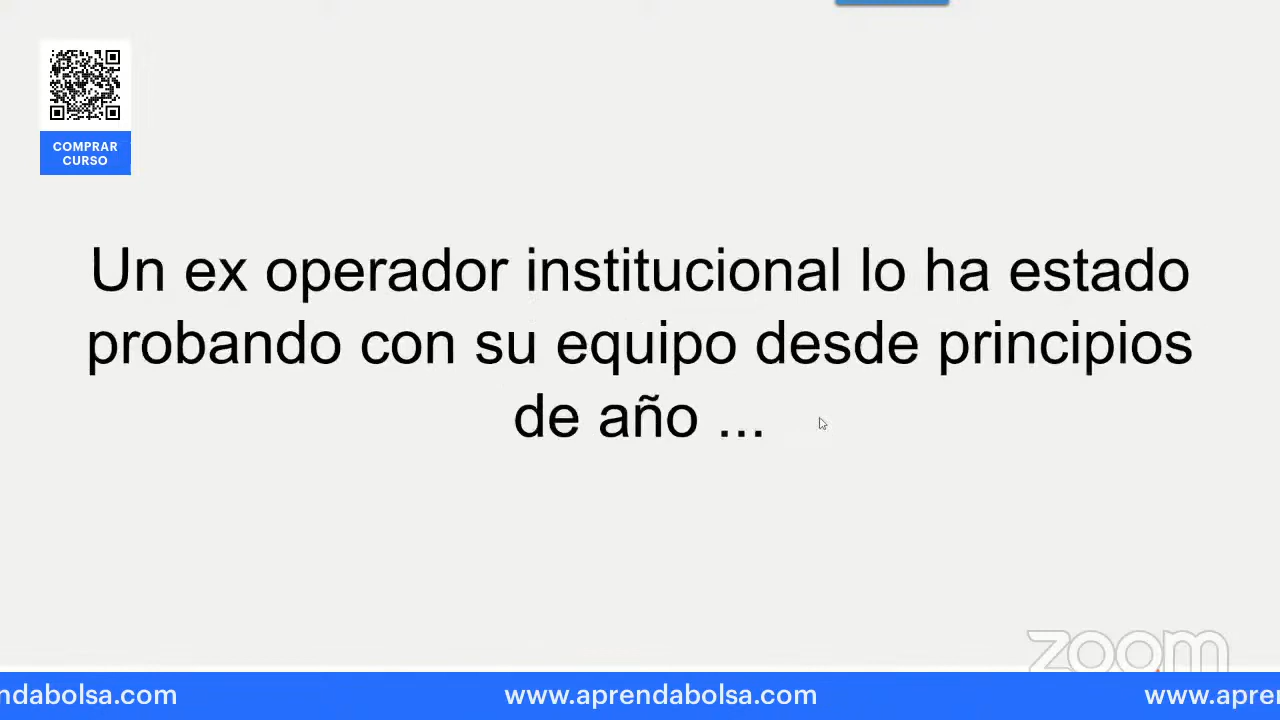 COMPRAR
CURSO
Un ex operador institucional lo ha estado
probando con su equipo desde principios
de año ...
zoom
ndabolsa.com www.aprendabolsa.com www.apren